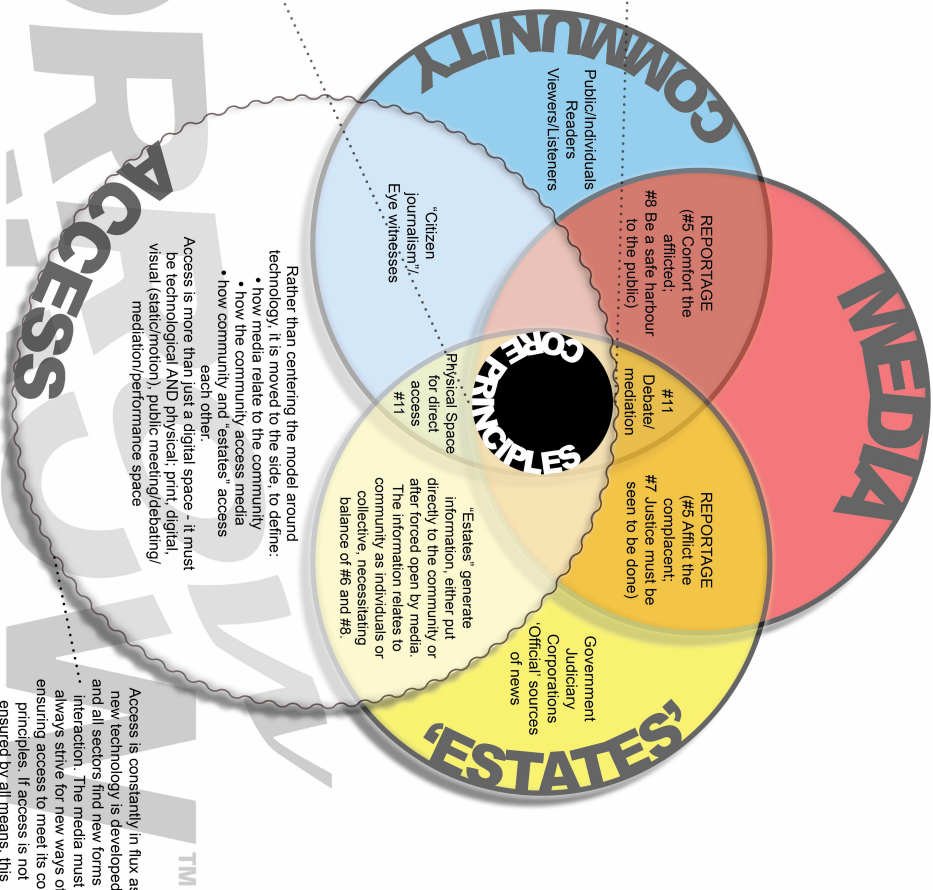 MEDIA
COMMUNITY
REPORTAGE
(#5 Comfort the
afflicted;
#8 Be a safe harbour
to the public)
#11
Debate/
mediation
REPORTAGE
(#5 Afflict the
complacent;
#7 Justice must be
seen to be done)
Public/Individuals
Readers
Viewers/Listeners
CORE PRINCIPLES
Government
Judiciary
Corporations
'Official' sources
of news
'ESTATES'
"Citizen
journalism"/
Eye witnesses
Physical Space
for direct
access
#11
"Estates" generate
information, either put
directly to the community or
after forced open by media.
The information relates to
community as individuals or
collective, necessitating
balance of #6 and #8.
Rather than centering the model around
technology, it is moved to the side, to define:
• how media relate to the community
• how the community access media
• how community and "estates" access
each other.
Access is more than just a digital space - it must
be technological AND physical; print, digital,
visual (static/motion), public meeting/debating/
mediation/performance space
ACCESS
Access is constantly in flux as
new technology is developed
and all sectors find new forms
interaction. The media must
always strive for new ways of
ensuring access to meet its co
principles. If access is not
ensured by all means, this
TM